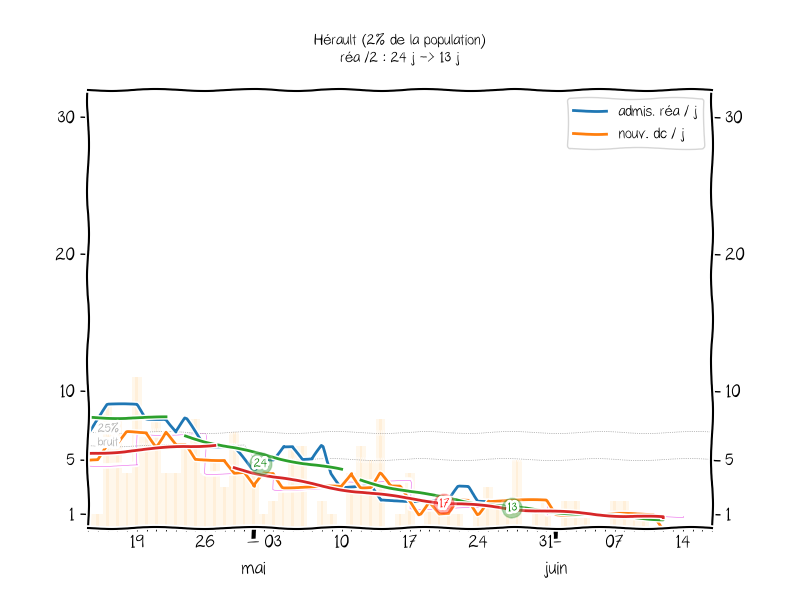 Hérault (2% de la population)
réa /2 : 24 j -> 13 j
admis. réa / j
nouv. dc / j
30
30
20
20
10
10
25%
bruit
5
5
24
17
13
1
1
19 26 03 10 17 24 31 07 14
mai juin